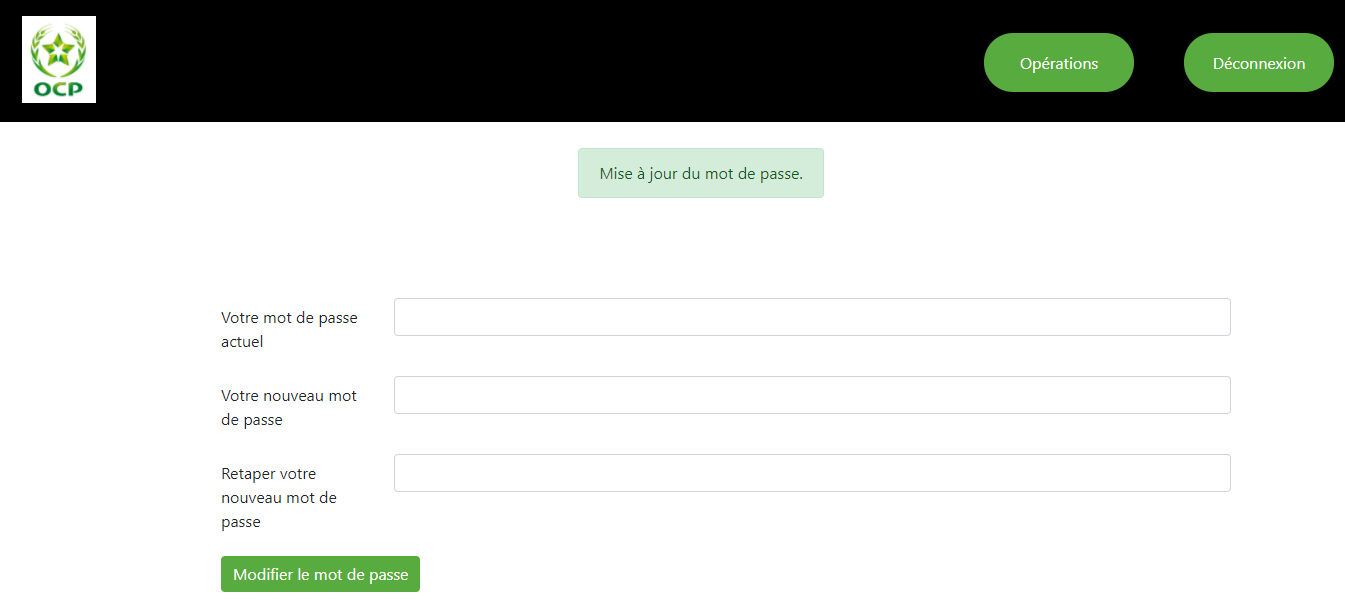 OCP
Opérations
Déconnexion
Mise à jour du mot de passe.
Votre mot de passe
actuel
Votre nouveau mot
de passe
Retaper votre
nouveau mot de
passe
Modifier le mot de passe